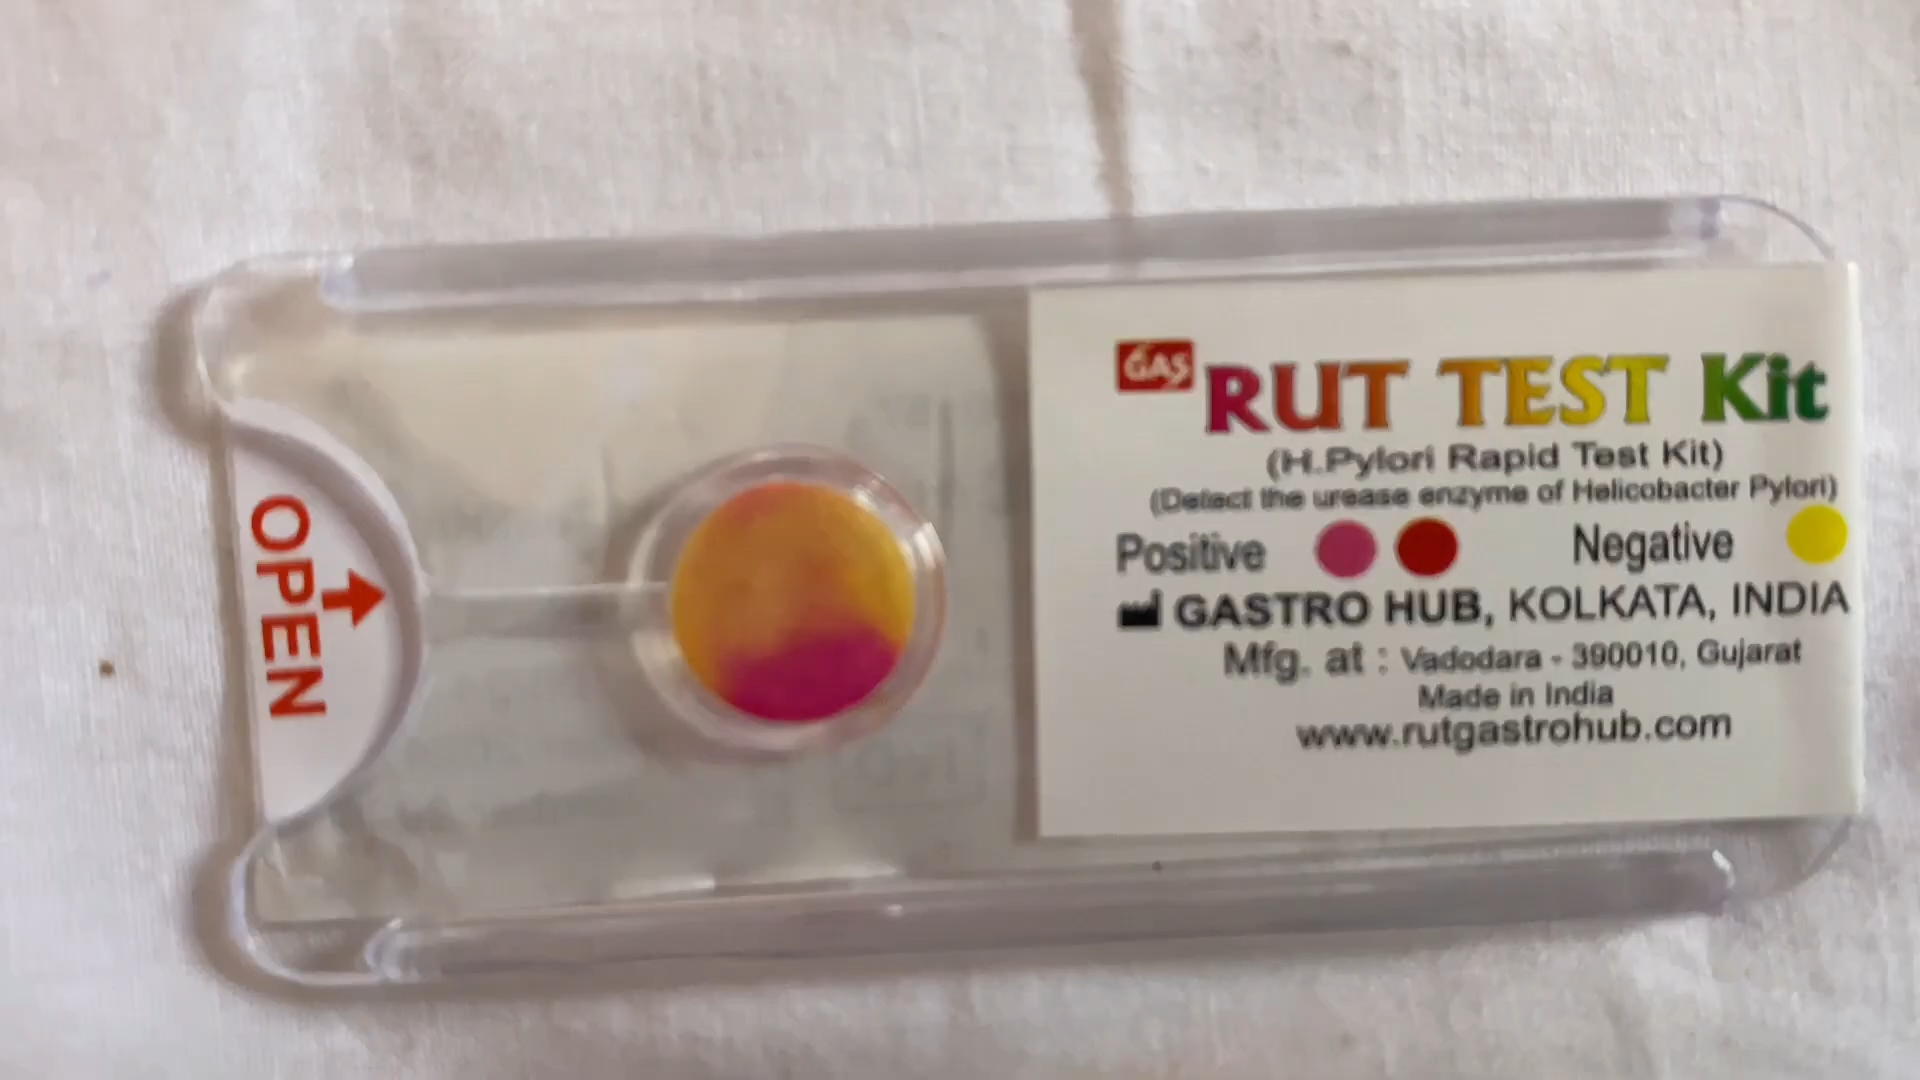 OPEN
GAS RUT TEST Kit
(H.Pylori Rapid Test Kit)
(Detect the urease enzyme of Helicobacter Pylori)
Positive Negative
GASTRO HUB, KOLKATA, INDIA
Mfg. at : Vadodara - 390010, Gujarat
Made in India
www.rutgastrohub.com